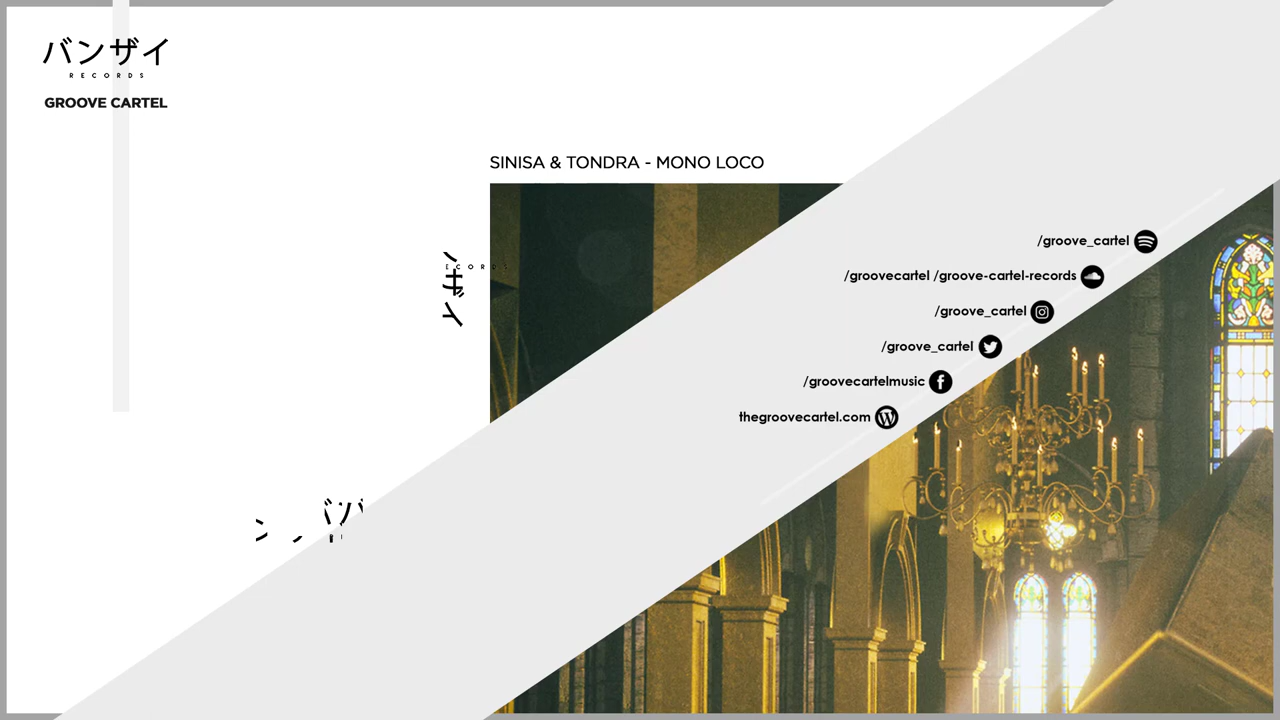 バンザイ
RECORDS
GROOVE CARTEL
SINISA & TONDRA - MONO LOCO
/groove_cartel
/groovecartel /groove-cartel-records
/groove_cartel
/groove_cartel
/groovecartelmusic
thegroovecartel.com